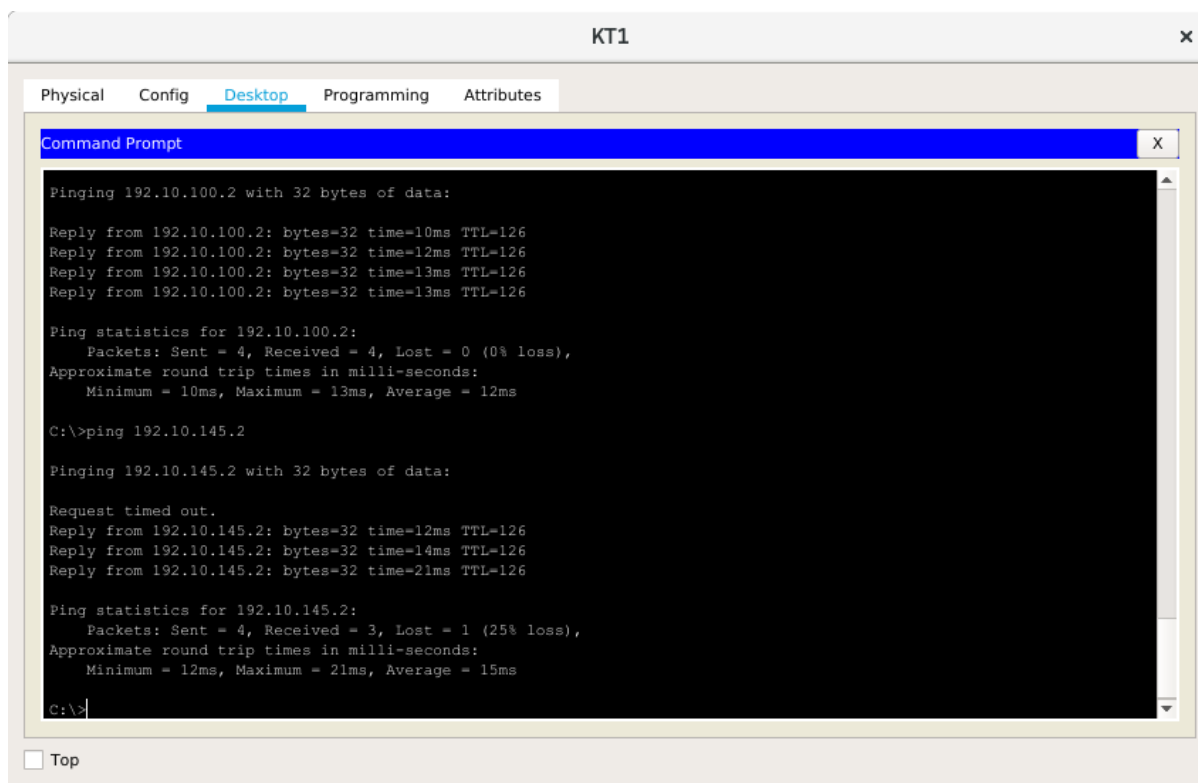 KT1
Physical Config Desktop Programming Attributes
Command Prompt
X
Pinging 192.10.100.2 with 32 bytes of data:
Reply from 192.10.100.2: bytes=32 time=10ms TTL=126
Reply from 192.10.100.2: bytes=32 time=12ms TTL=126
Reply from 192.10.100.2: bytes=32 time=13ms TTL=126
Reply from 192.10.100.2: bytes=32 time=13ms TTL=126
Ping statistics for 192.10.100.2:
Packets: Sent = 4, Received = 4, Lost = 0 (0% loss),
Approximate round trip times in milli-seconds:
Minimum = 10ms, Maximum = 13ms, Average = 12ms
C:\>ping 192.10.145.2
Pinging 192.10.145.2 with 32 bytes of data:
Request timed out.
Reply from 192.10.145.2: bytes=32 time=12ms TTL=126
Reply from 192.10.145.2: bytes=32 time=14ms TTL=126
Reply from 192.10.145.2: bytes=32 time=21ms TTL=126
Ping statistics for 192.10.145.2:
Packets: Sent = 4, Received = 3, Lost = 1 (25% loss),
Approximate round trip times in milli-seconds:
Minimum = 12ms, Maximum = 21ms, Average = 15ms
C:\>
Top